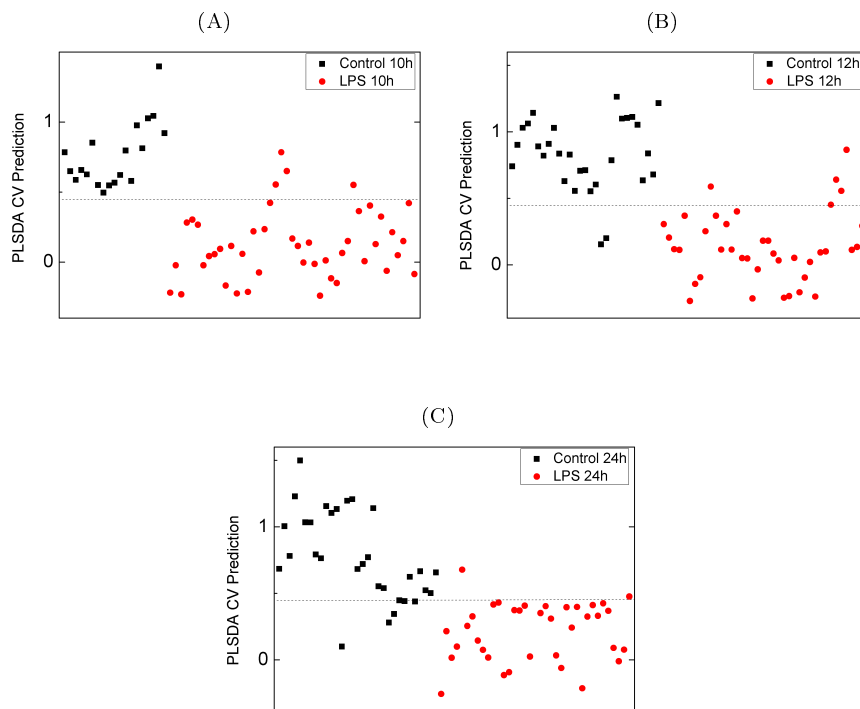 (A)
Control 10h
LPS 10h
PLSDA CV Prediction
1
0
(B)
Control 12h
LPS 12h
PLSDA CV Prediction
1
0
(C)
Control 24h
LPS 24h
PLSDA CV Prediction
1
0